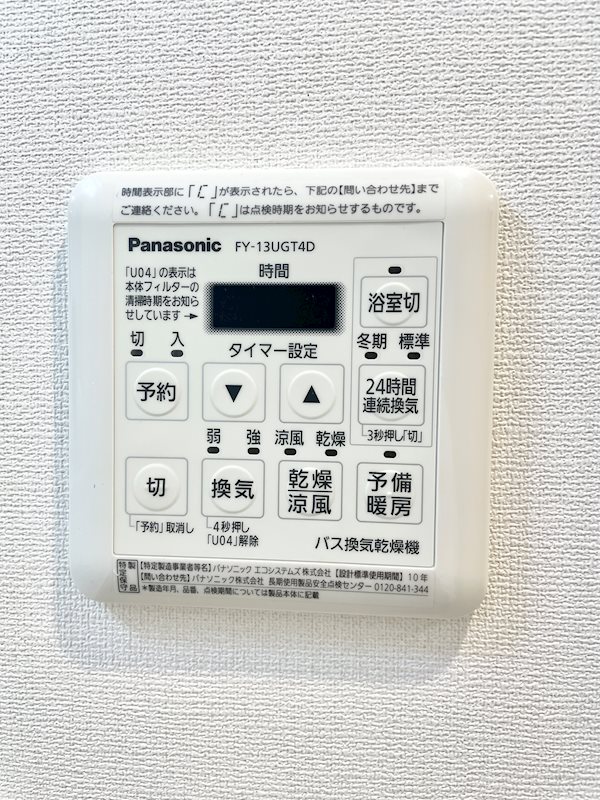 時間表示部に「ﾐ[」が表示されたら、下記の【問い合わせ先】まで
ご連絡ください。「ﾐ[」は点検時期をお知らせするものです。
Panasonic FY-13UGT4D
「U04」の表示は
本体フィルターの
清掃時期をお知ら
せしています→
時間
浴室切
切 入
タイマー設定
冬期 標準
予約
▼
▲
24時間
連続換気
3秒押し「切」
弱 強 涼風 乾燥
切
換気
乾燥
涼風
予備
暖房
「予約」取消し
4秒押し
「U04」解除
バス換気乾燥機
特定保守製品
【特定製造事業者等名】パナソニック エコシステムズ株式会社 【設計標準使用期間】10年
【問い合わせ先】パナソニック株式会社 長期使用製品安全点検センター 0120-841-344
＊製造年月、品番、点検期間については製品本体に記載